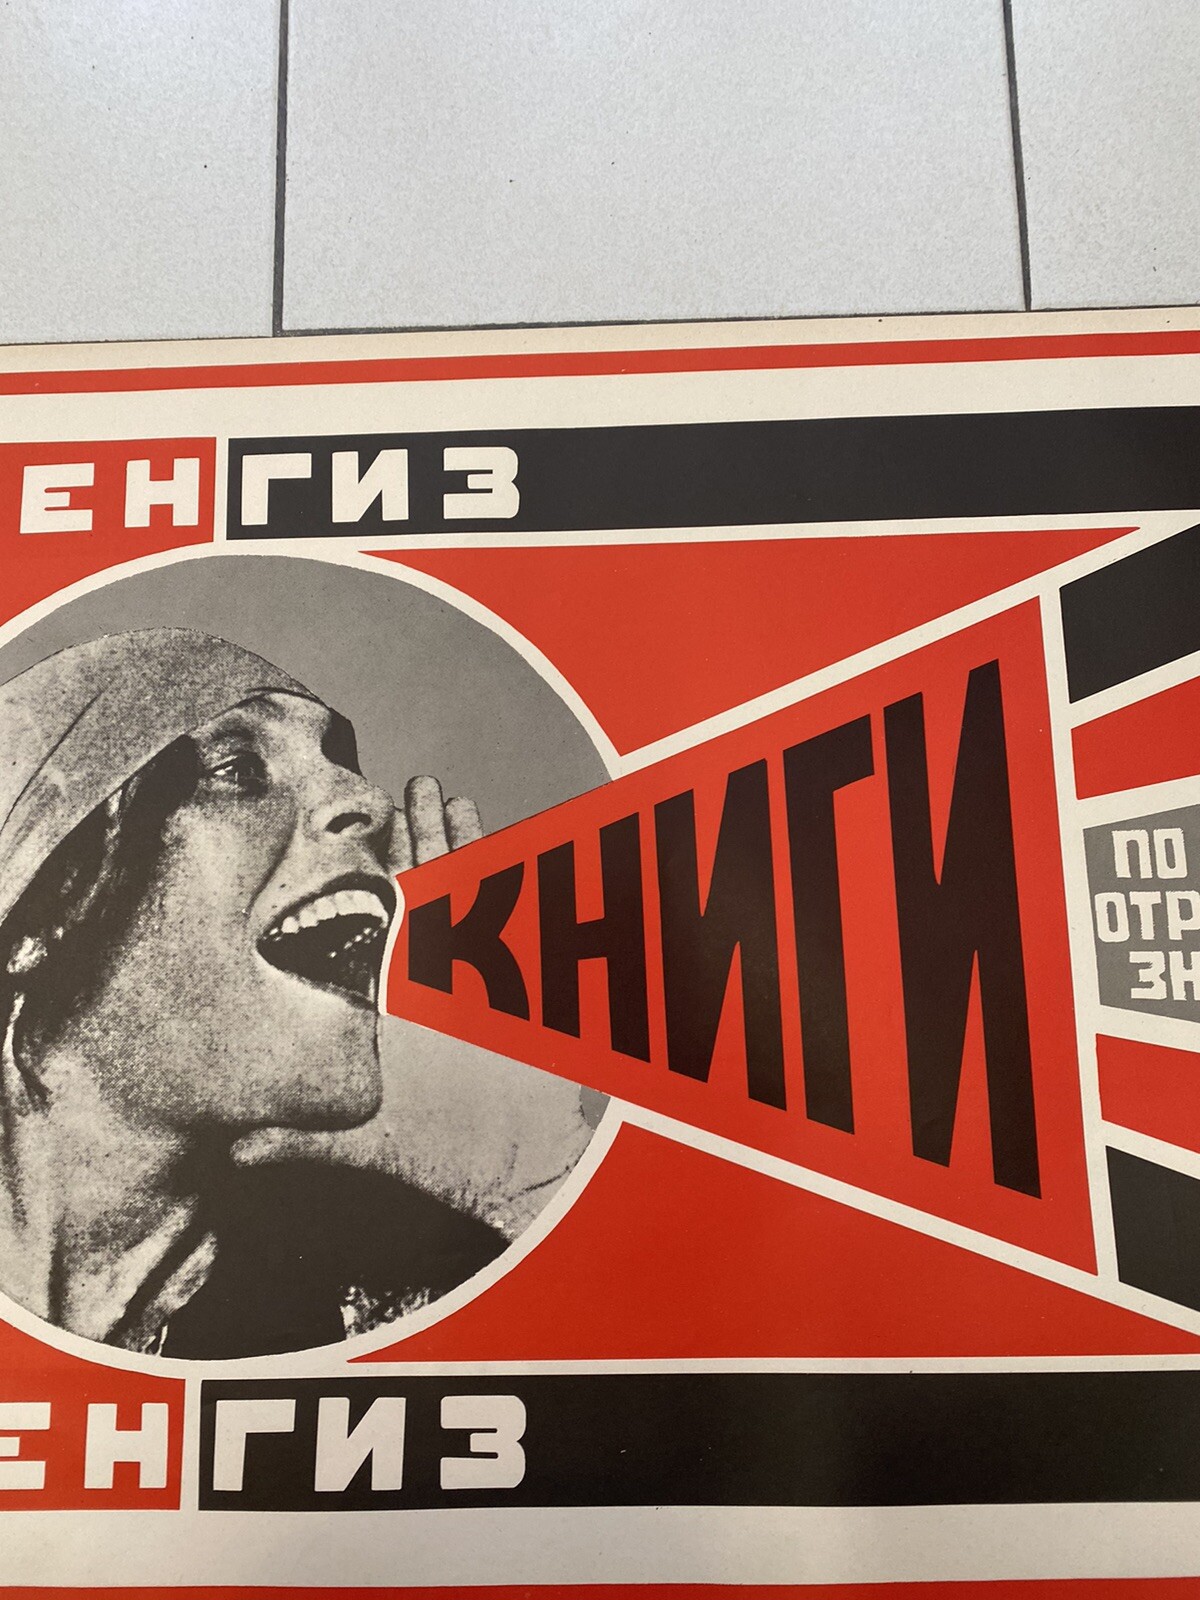 ЕНГИЗ
КНИГИ
ПО
ОТР
ЗН
ЕНГИЗ